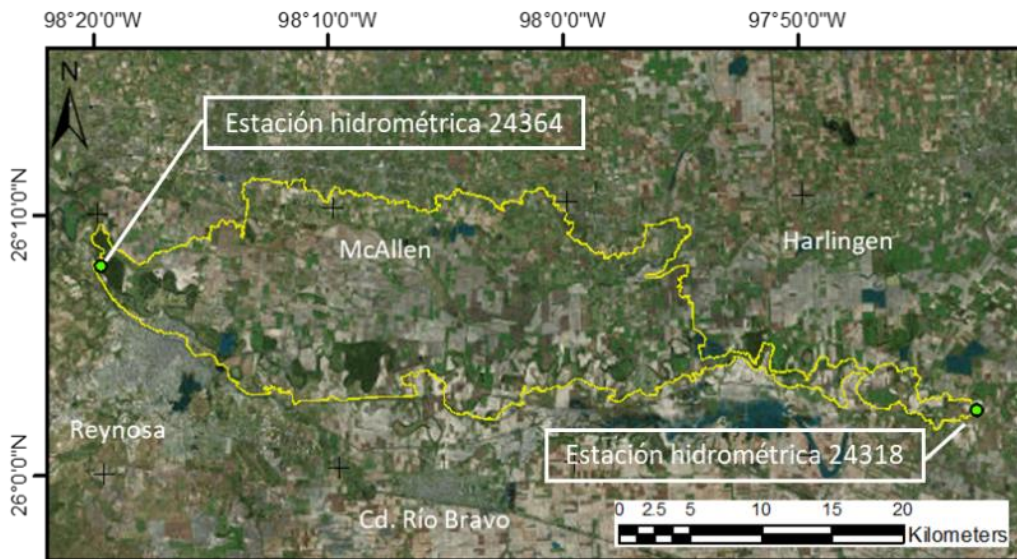 98°20'0"W 98°10'0"W 98°0'0"W 97°50'0"W
N
Estación hidrométrica 24364
26°10'0"N
McAllen
Harlingen
Reynosa
Estación hidrométrica 24318
26°0'0"N
Cd. Río Bravo
0 2.5 5 10 15 20
Kilometers